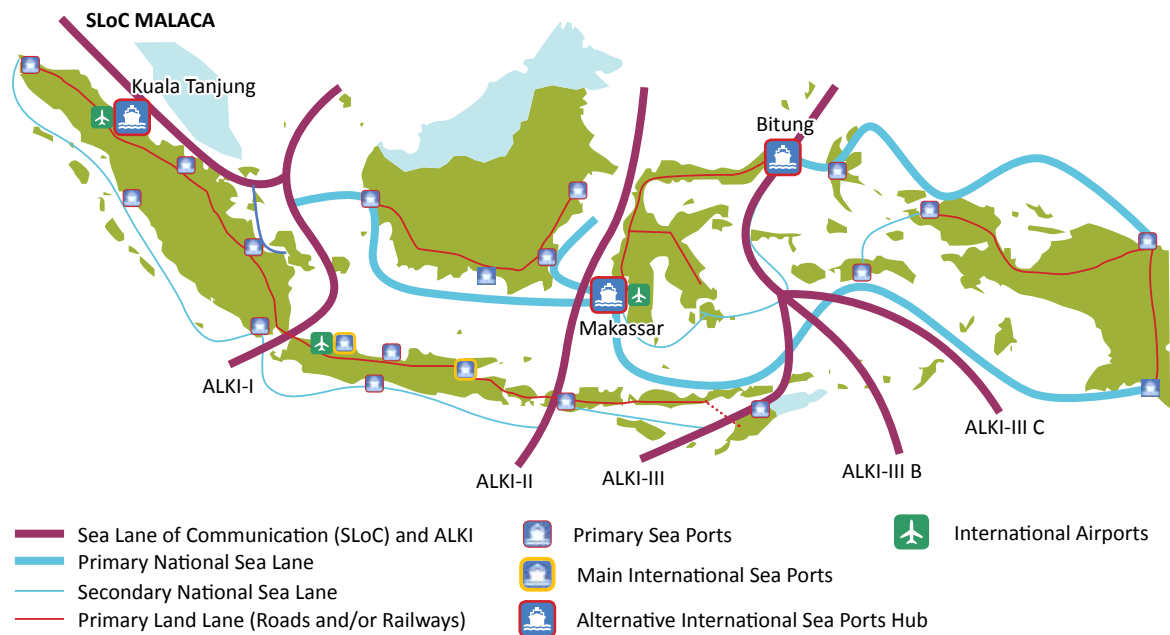 SLoC MALACA
Kuala Tanjung
Bitung
Makassar
ALKI-I
ALKI-II
ALKI-III
ALKI-III B
ALKI-III C
Sea Lane of Communication (SLoC) and ALKI
Primary National Sea Lane
Secondary National Sea Lane
Primary Land Lane (Roads and/or Railways)
Primary Sea Ports
Main International Sea Ports
Alternative International Sea Ports Hub
International Airports